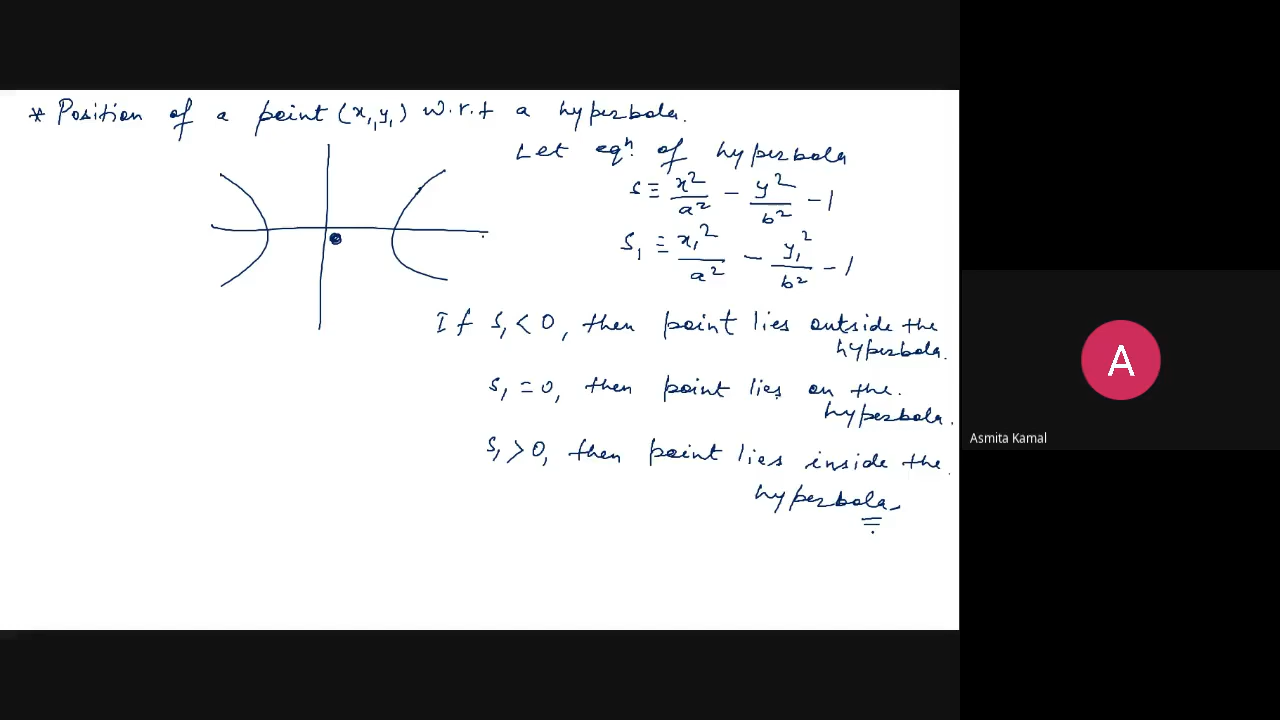 * Position of a point (x₁, y₁) w.r.t a hyperbola.
Let eqⁿ. of hyperbola
S ≡ x²/a² - y²/b² - 1
S₁ ≡ x₁²/a² - y₁²/b² - 1
If S₁ < 0, then point lies outside the
hyperbola.
S₁ = 0, then point lies on the.
hyperbola.
S₁ > 0, then point lies inside the.
hyperbola.
A
Asmita Kamal